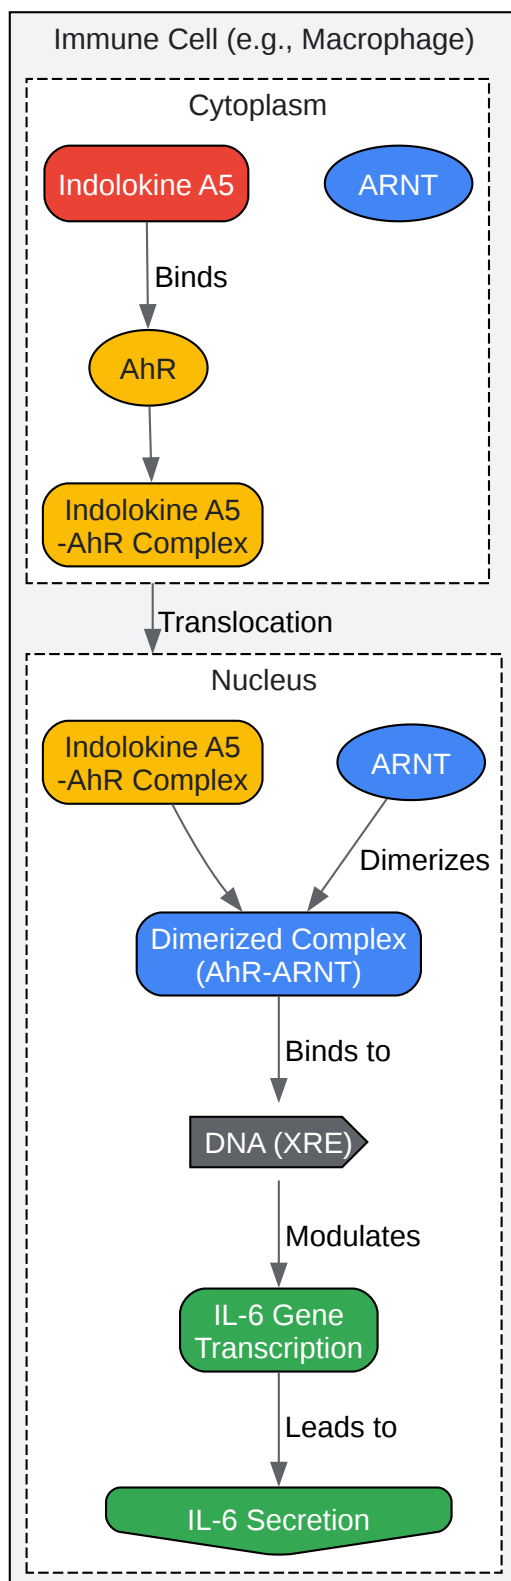 Immune Cell (e.g., Macrophage)
Cytoplasm
Indolokine A5
ARNT
Binds
AhR
Indolokine A5
-AhR Complex
Translocation
Nucleus
Indolokine A5
-AhR Complex
ARNT
Dimerizes
Dimerized Complex
(AhR-ARNT)
Binds to
DNA (XRE)
Modulates
IL-6 Gene
Transcription
Leads to
IL-6 Secretion